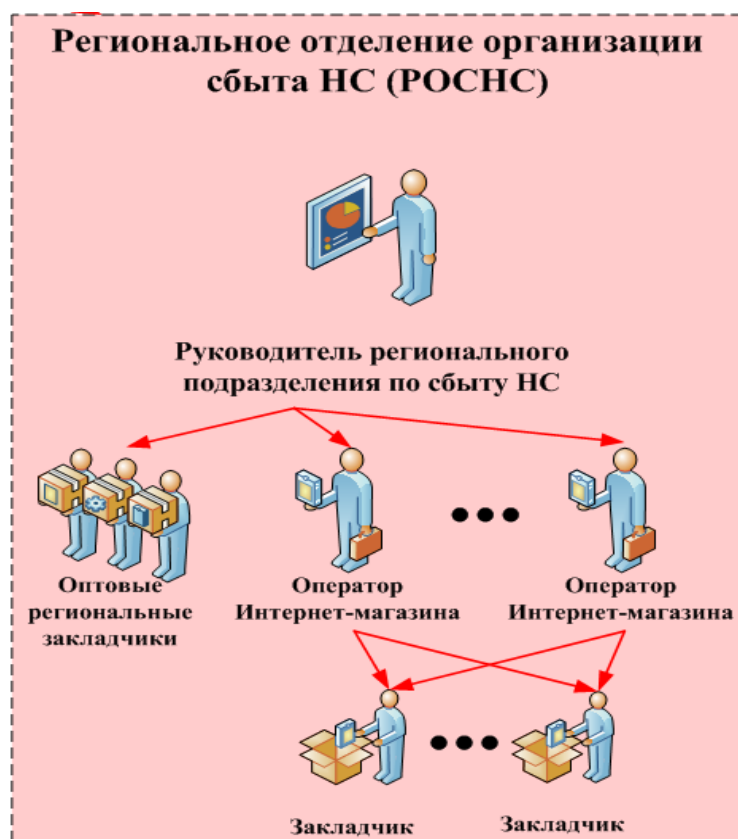 Региональное отделение организации
сбыта НС (РОСНС)
Руководитель регионального
подразделения по сбыту НС
Оптовые
региональные
закладчики
Оператор
Интернет-магазина
Оператор
Интернет-магазина
Закладчик
Закладчик